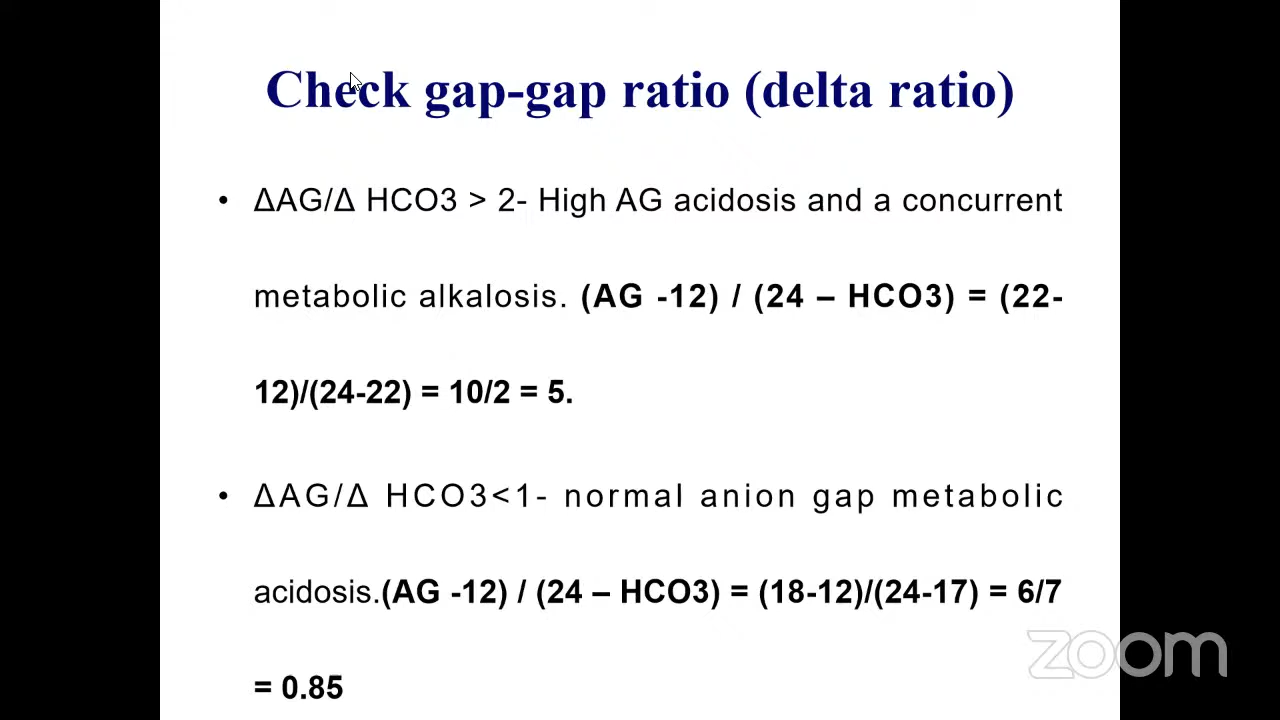 Check gap-gap ratio (delta ratio)
• ΔAG/Δ HCO3 > 2- High AG acidosis and a concurrent
metabolic alkalosis. (AG -12) / (24 – HCO3) = (22-
12)/(24-22) = 10/2 = 5.
• ΔAG/Δ HCO3<1- normal anion gap metabolic
acidosis.(AG -12) / (24 – HCO3) = (18-12)/(24-17) = 6/7
= 0.85
zoom